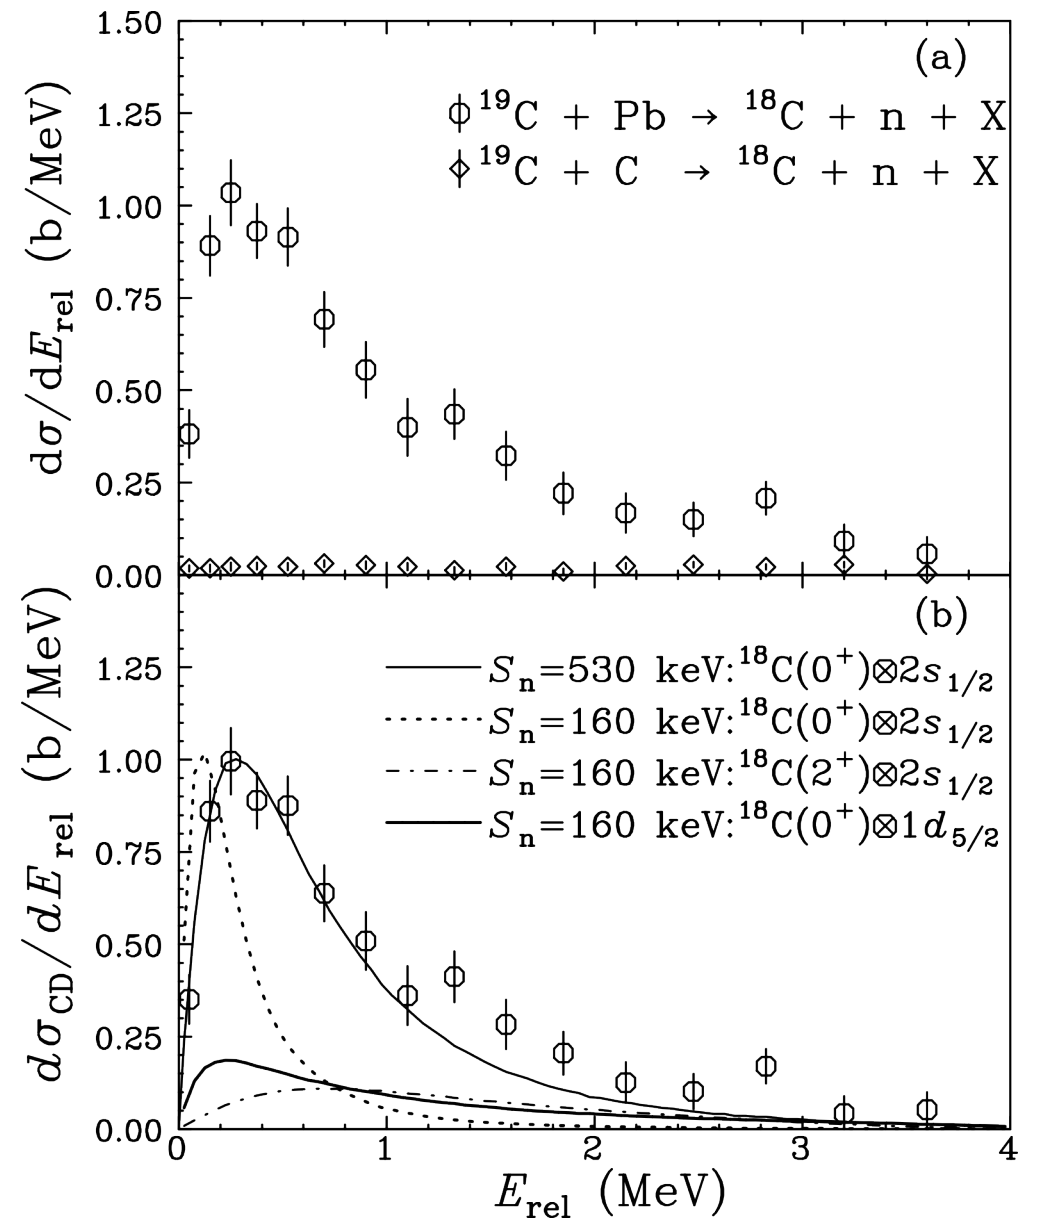 1.50
(a)
1.25
¹⁹C + Pb → ¹⁸C + n + X
¹⁹C + C → ¹⁸C + n + X
1.00
0.75
0.50
0.25
0.00
dσ/dE_rel (b/MeV)
(b)
1.25
S_n=530 keV:¹⁸C(0⁺)⊗2s_1/2
S_n=160 keV:¹⁸C(0⁺)⊗2s_1/2
1.00
S_n=160 keV:¹⁸C(2⁺)⊗2s_1/2
S_n=160 keV:¹⁸C(0⁺)⊗1d_5/2
0.75
0.50
0.25
0.00
dσ_CD/dE_rel (b/MeV)
0 1 2 3 4
E_rel (MeV)